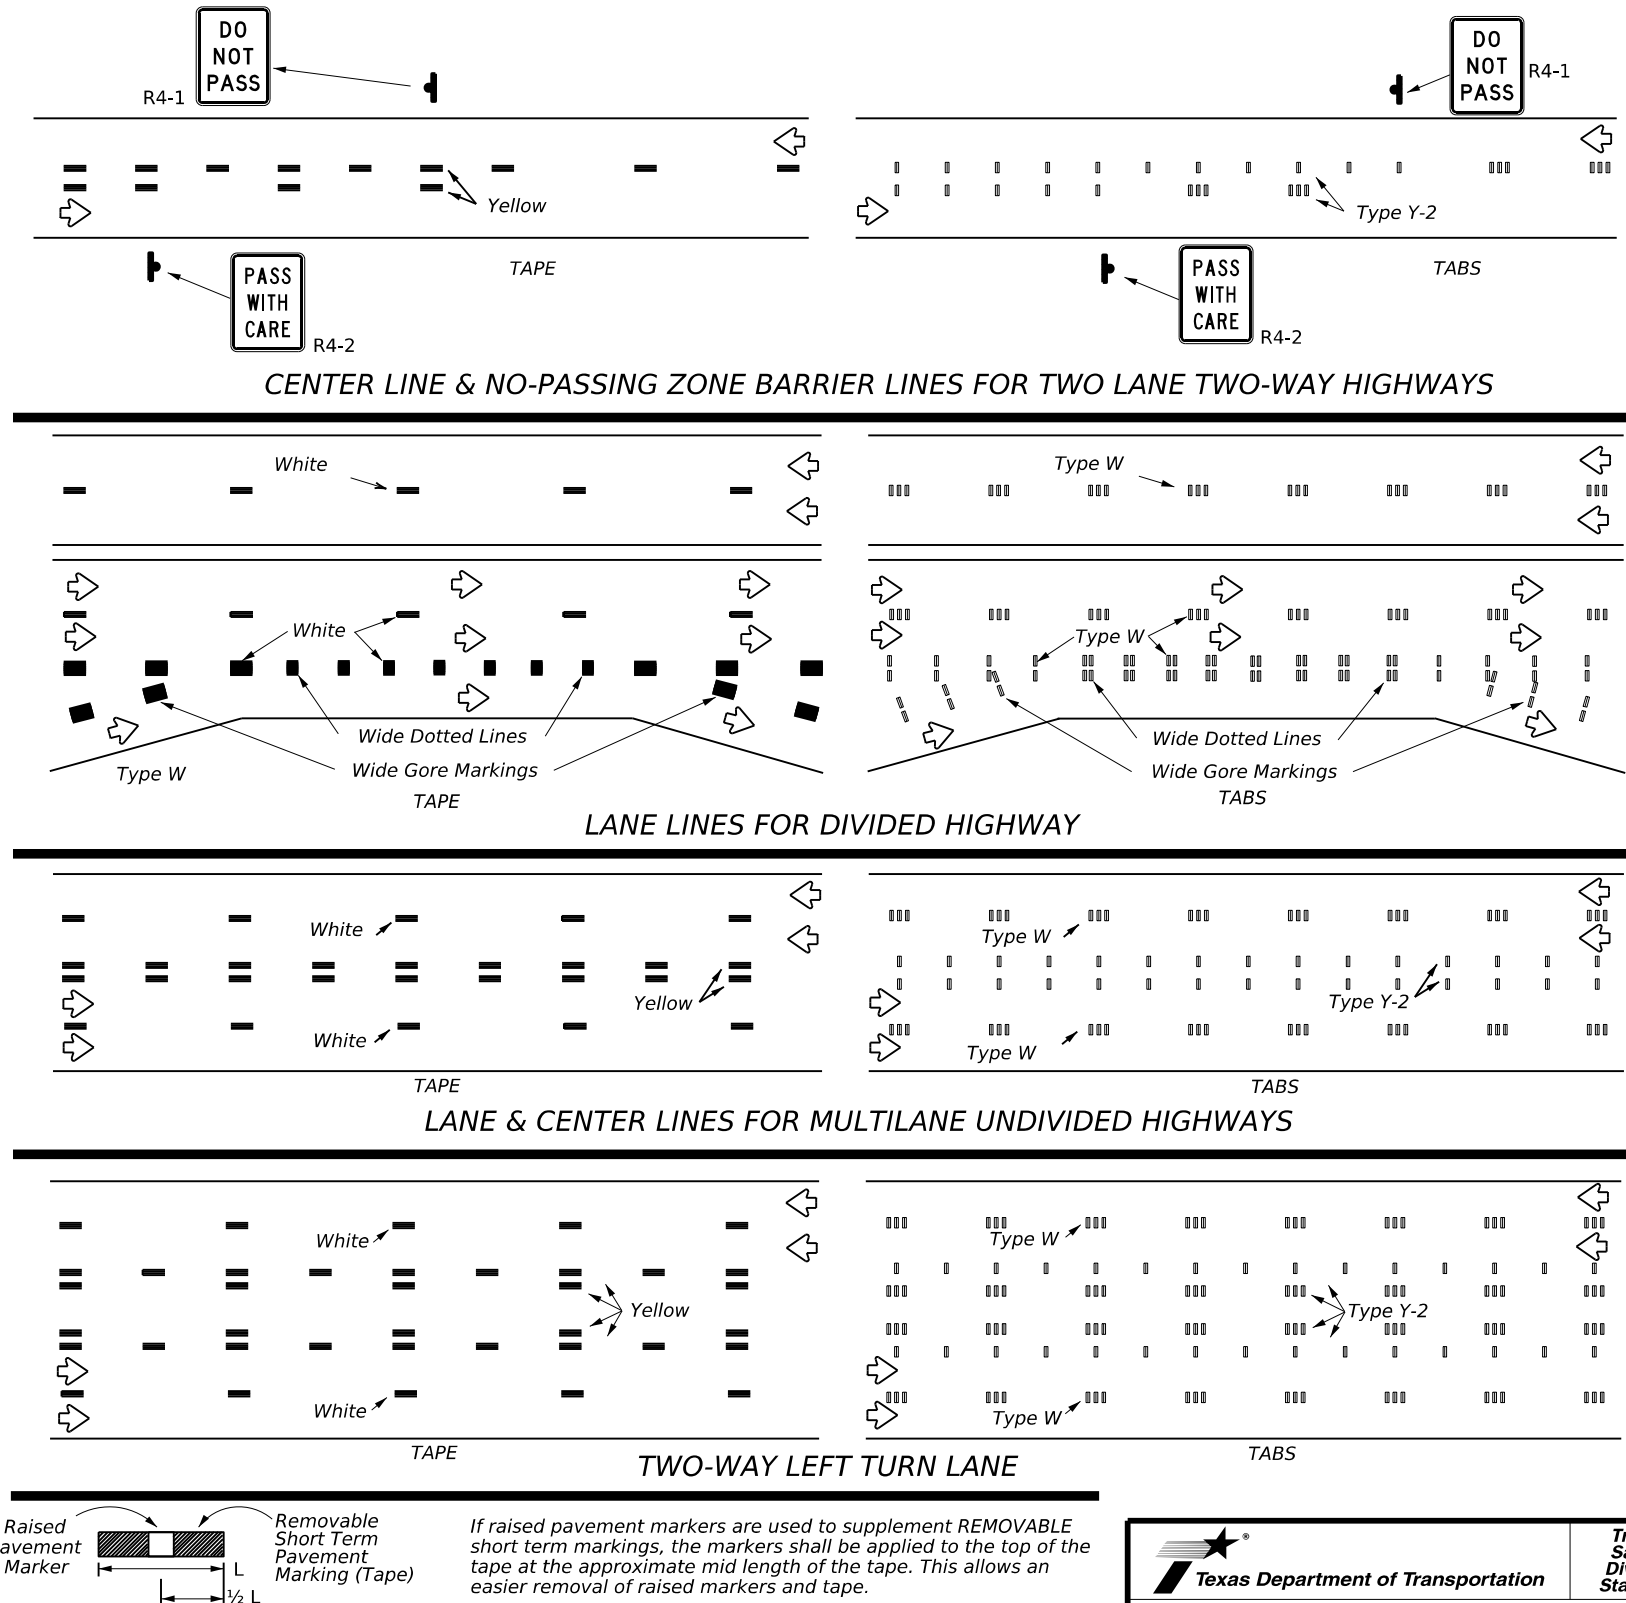 DO
NOT
PASS
R4-1
DO
NOT
PASS
R4-1
Yellow
Type Y-2
TAPE
TABS
PASS
WITH
CARE
R4-2
PASS
WITH
CARE
R4-2
CENTER LINE & NO-PASSING ZONE BARRIER LINES FOR TWO LANE TWO-WAY HIGHWAYS
White
Type W
White
Type W
Wide Dotted Lines
Wide Dotted Lines
Type W
Wide Gore Markings
Wide Gore Markings
TAPE
TABS
LANE LINES FOR DIVIDED HIGHWAY
White
Type W
Yellow
Type Y-2
White
Type W
TAPE
TABS
LANE & CENTER LINES FOR MULTILANE UNDIVIDED HIGHWAYS
White
Type W
Yellow
Type Y-2
White
Type W
TAPE
TABS
TWO-WAY LEFT TURN LANE
Raised
avement
Marker
Removable
Short Term
Pavement
Marking (Tape)
L
½ L
If raised pavement markers are used to supplement REMOVABLE
short term markings, the markers shall be applied to the top of the
tape at the approximate mid length of the tape. This allows an
easier removal of raised markers and tape.
®
Texas Department of Transportation